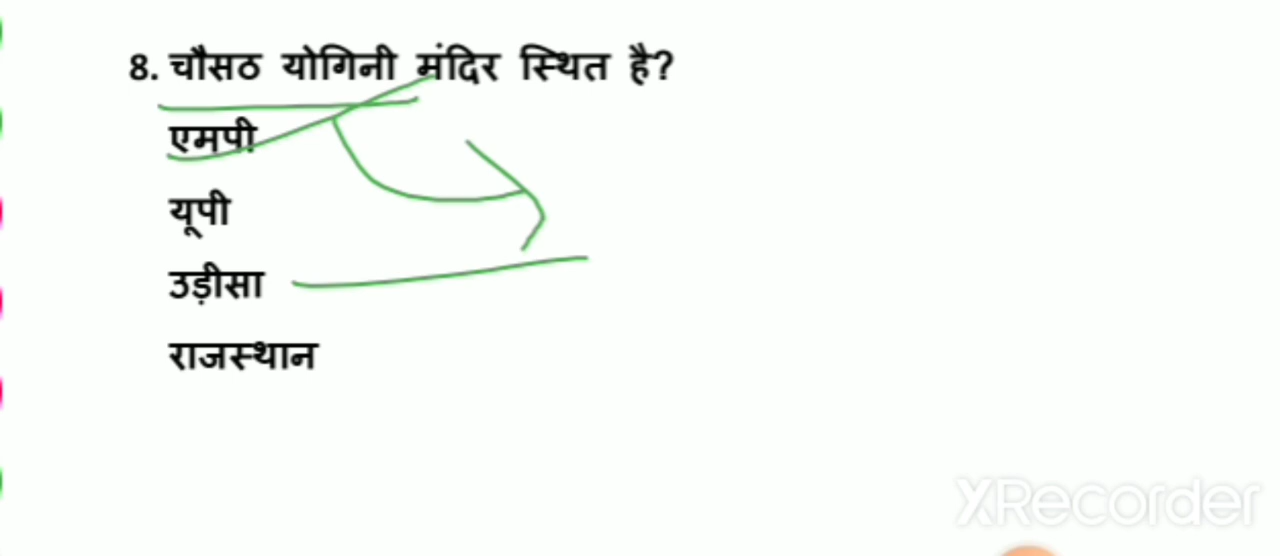 8. चौसठ योगिनी मंदिर स्थित है?
एमपी
यूपी
उड़ीसा
राजस्थान
XRecorder